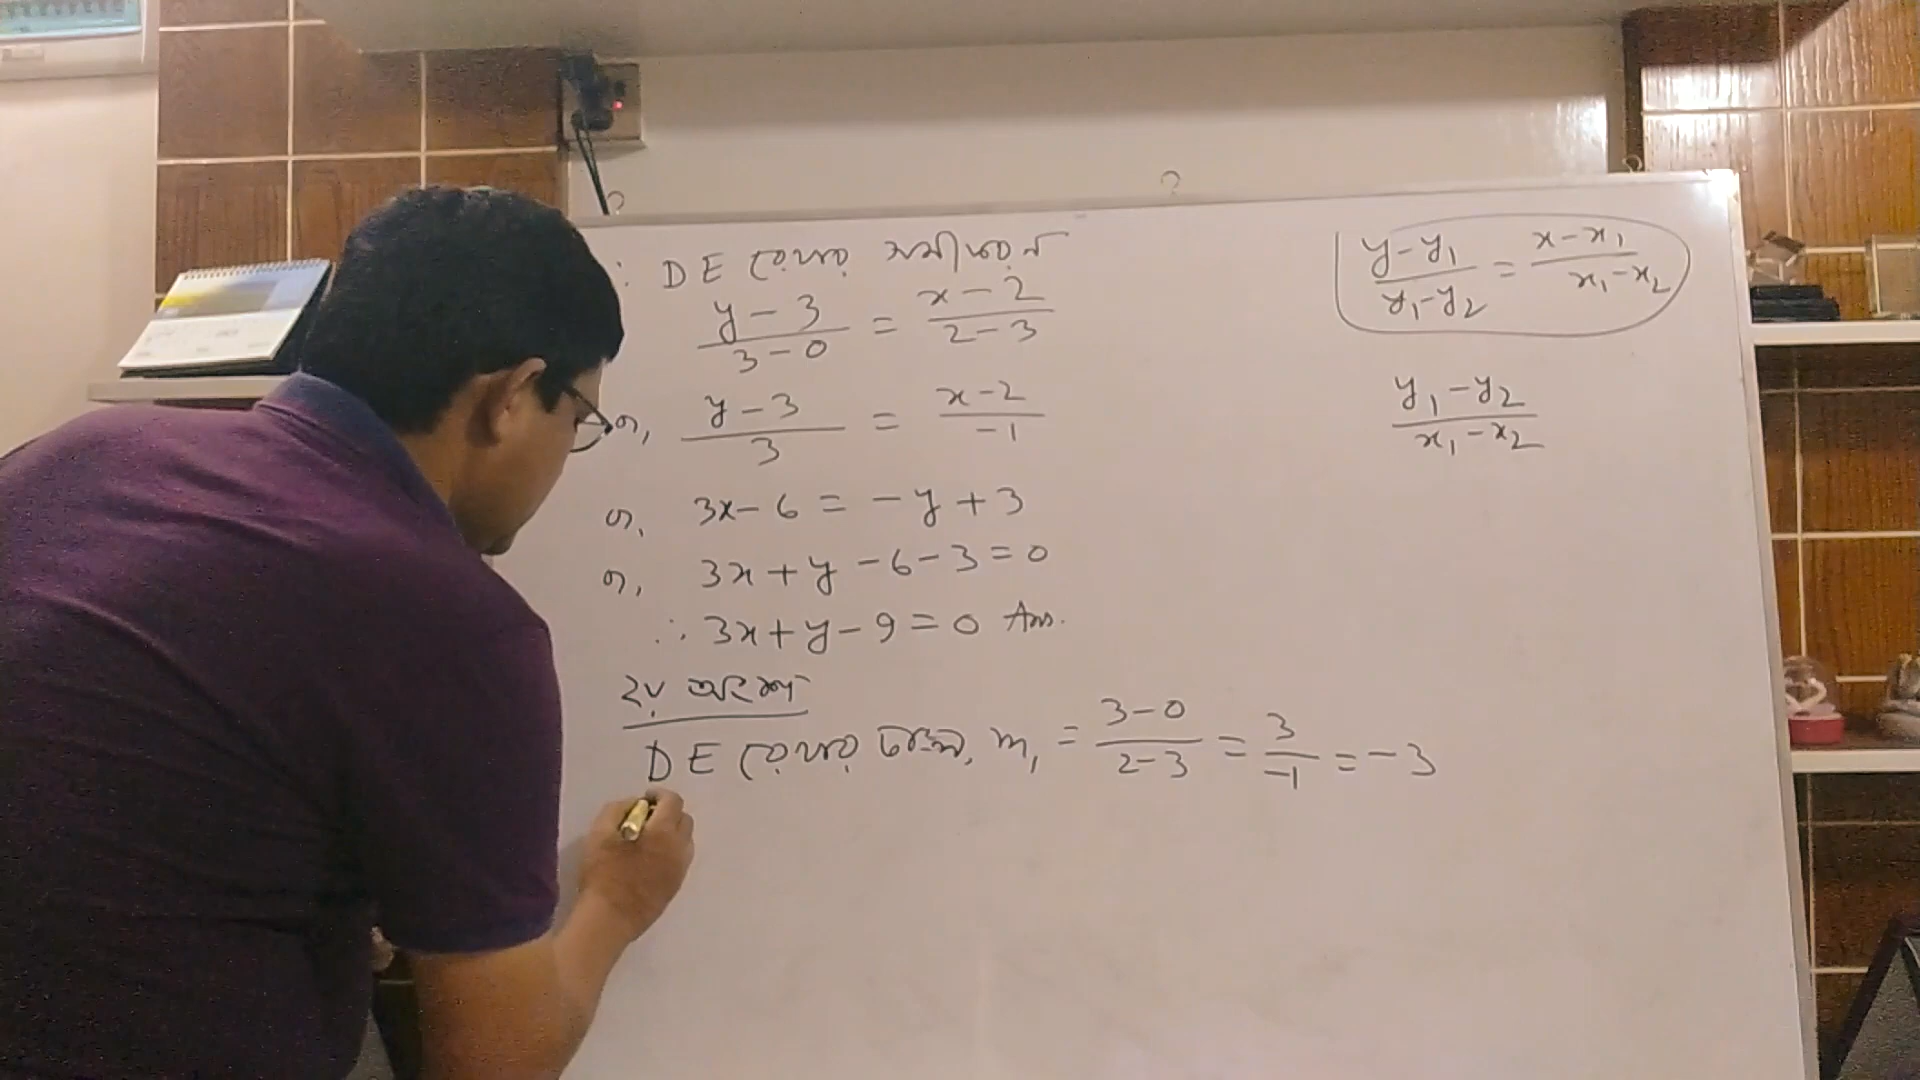 ∴ DE রেখার সমীকরণ
(y-3)/(3-0) = (x-2)/(2-3)
বা, (y-3)/3 = (x-2)/-1
বা, 3x-6 = -y+3
বা, 3x+y-6-3=0
∴ 3x+y-9=0 Ans.
২য় অংশ
DE রেখার ঢাল, m₁ = (3-0)/(2-3) = 3/-1 = -3
(y-y₁)/(y₁-y₂) = (x-x₁)/(x₁-x₂)
(y₁-y₂)/(x₁-x₂)